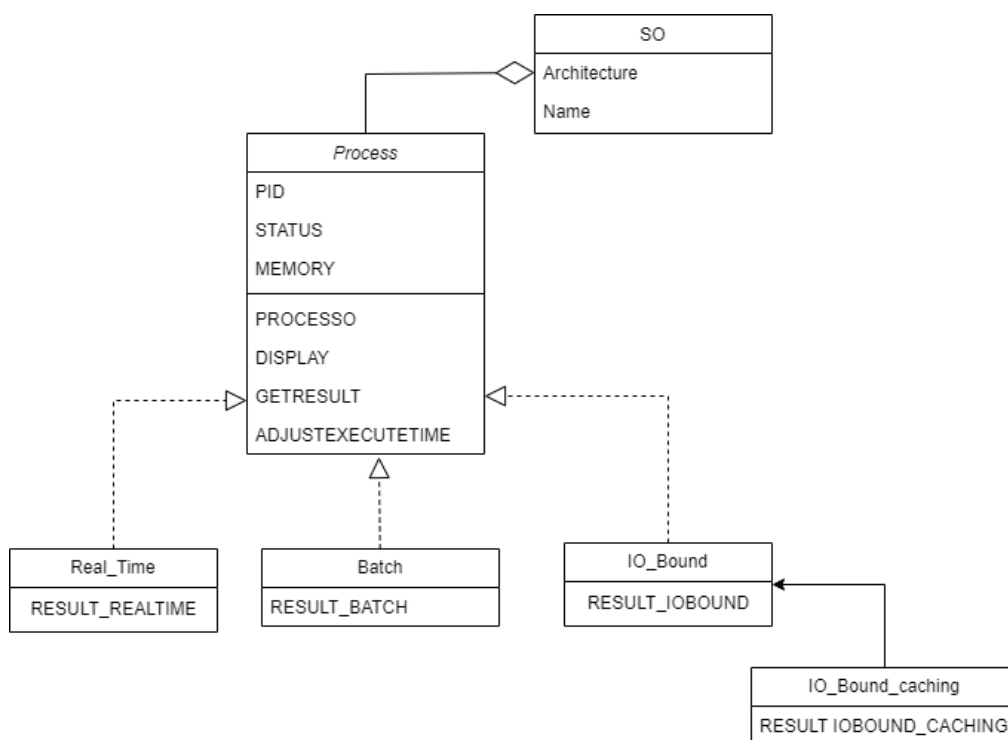 SO
Architecture
Name
Process
PID
STATUS
MEMORY
PROCESSO
DISPLAY
GETRESULT
ADJUSTEXECUTETIME
Real_Time
RESULT_REALTIME
Batch
RESULT_BATCH
IO_Bound
RESULT_IOBOUND
IO_Bound_caching
RESULT IOBOUND_CACHING